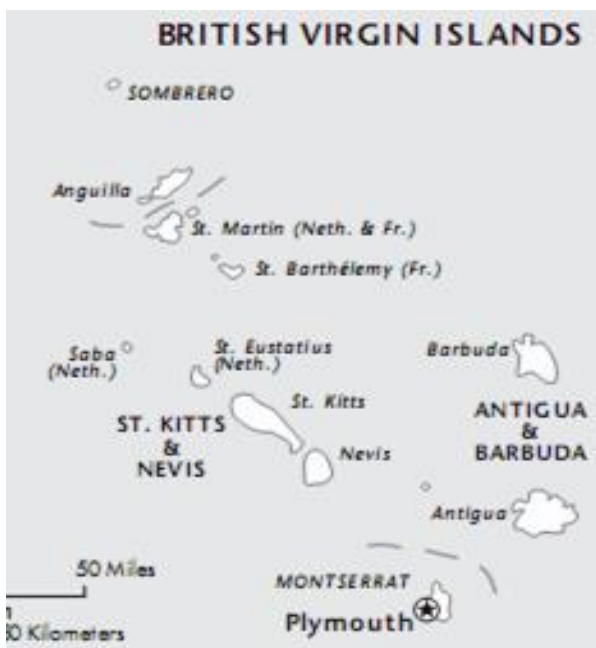 BRITISH VIRGIN ISLANDS
SOMBRERO
Anguilla
St. Martin (Neth. & Fr.)
St. Barthélemy (Fr.)
Saba
(Neth.)
St. Eustatius
(Neth.)
Barbuda
St. Kitts
ST. KITTS
&
NEVIS
ANTIGUA
&
BARBUDA
Nevis
Antigua
50 Miles
MONTSERRAT
Plymouth
0 Kilometers